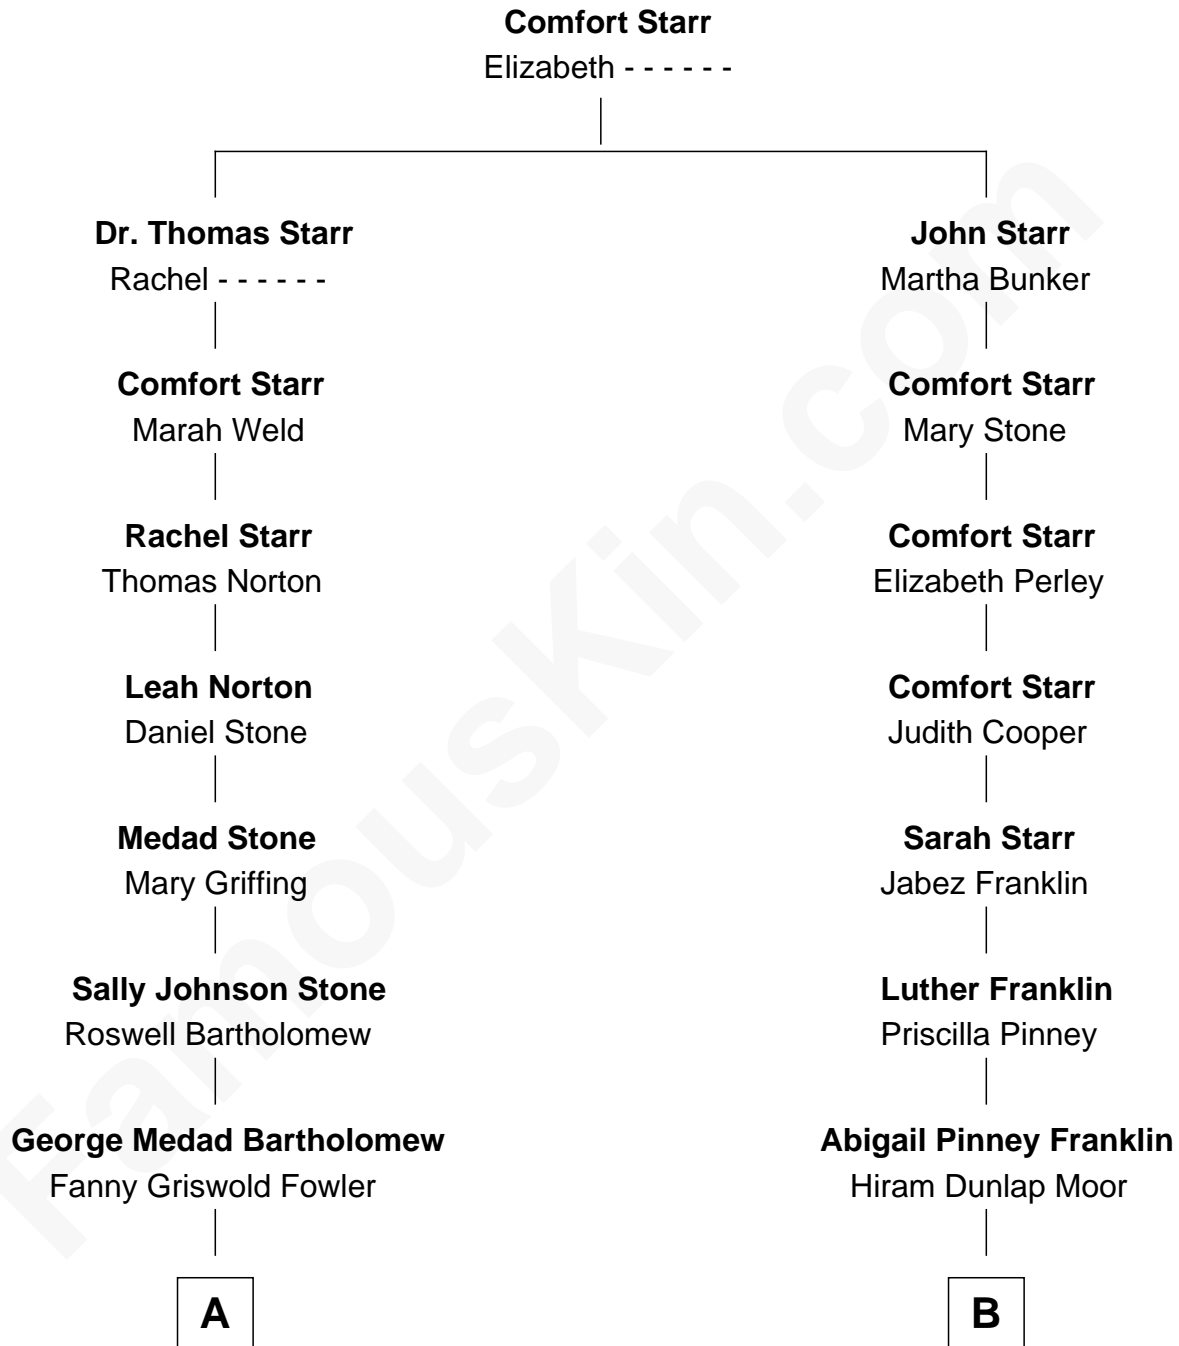 Comfort Starr
Elizabeth - - - - - -
Dr. Thomas Starr
Rachel - - - - - -
John Starr
Martha Bunker
Comfort Starr
Marah Weld
Comfort Starr
Mary Stone
Rachel Starr
Thomas Norton
Comfort Starr
Elizabeth Perley
Leah Norton
Daniel Stone
Comfort Starr
Judith Cooper
Medad Stone
Mary Griffing
Sarah Starr
Jabez Franklin
Sally Johnson Stone
Roswell Bartholomew
Luther Franklin
Priscilla Pinney
George Medad Bartholomew
Fanny Griswold Fowler
Abigail Pinney Franklin
Hiram Dunlap Moor
A
B
FamousKin.com